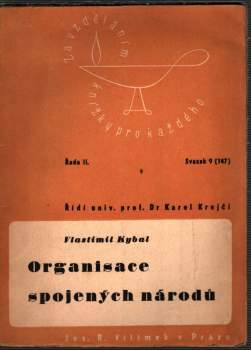 Za vzděláním
knížky pro každého
Řada II.
Svazek 9 (147)
Řídí univ. prof. Dr Karel Krejčí
Vlastimil Kybal
Organisace
spojených národů
Jos. R. Vilímek v Praze